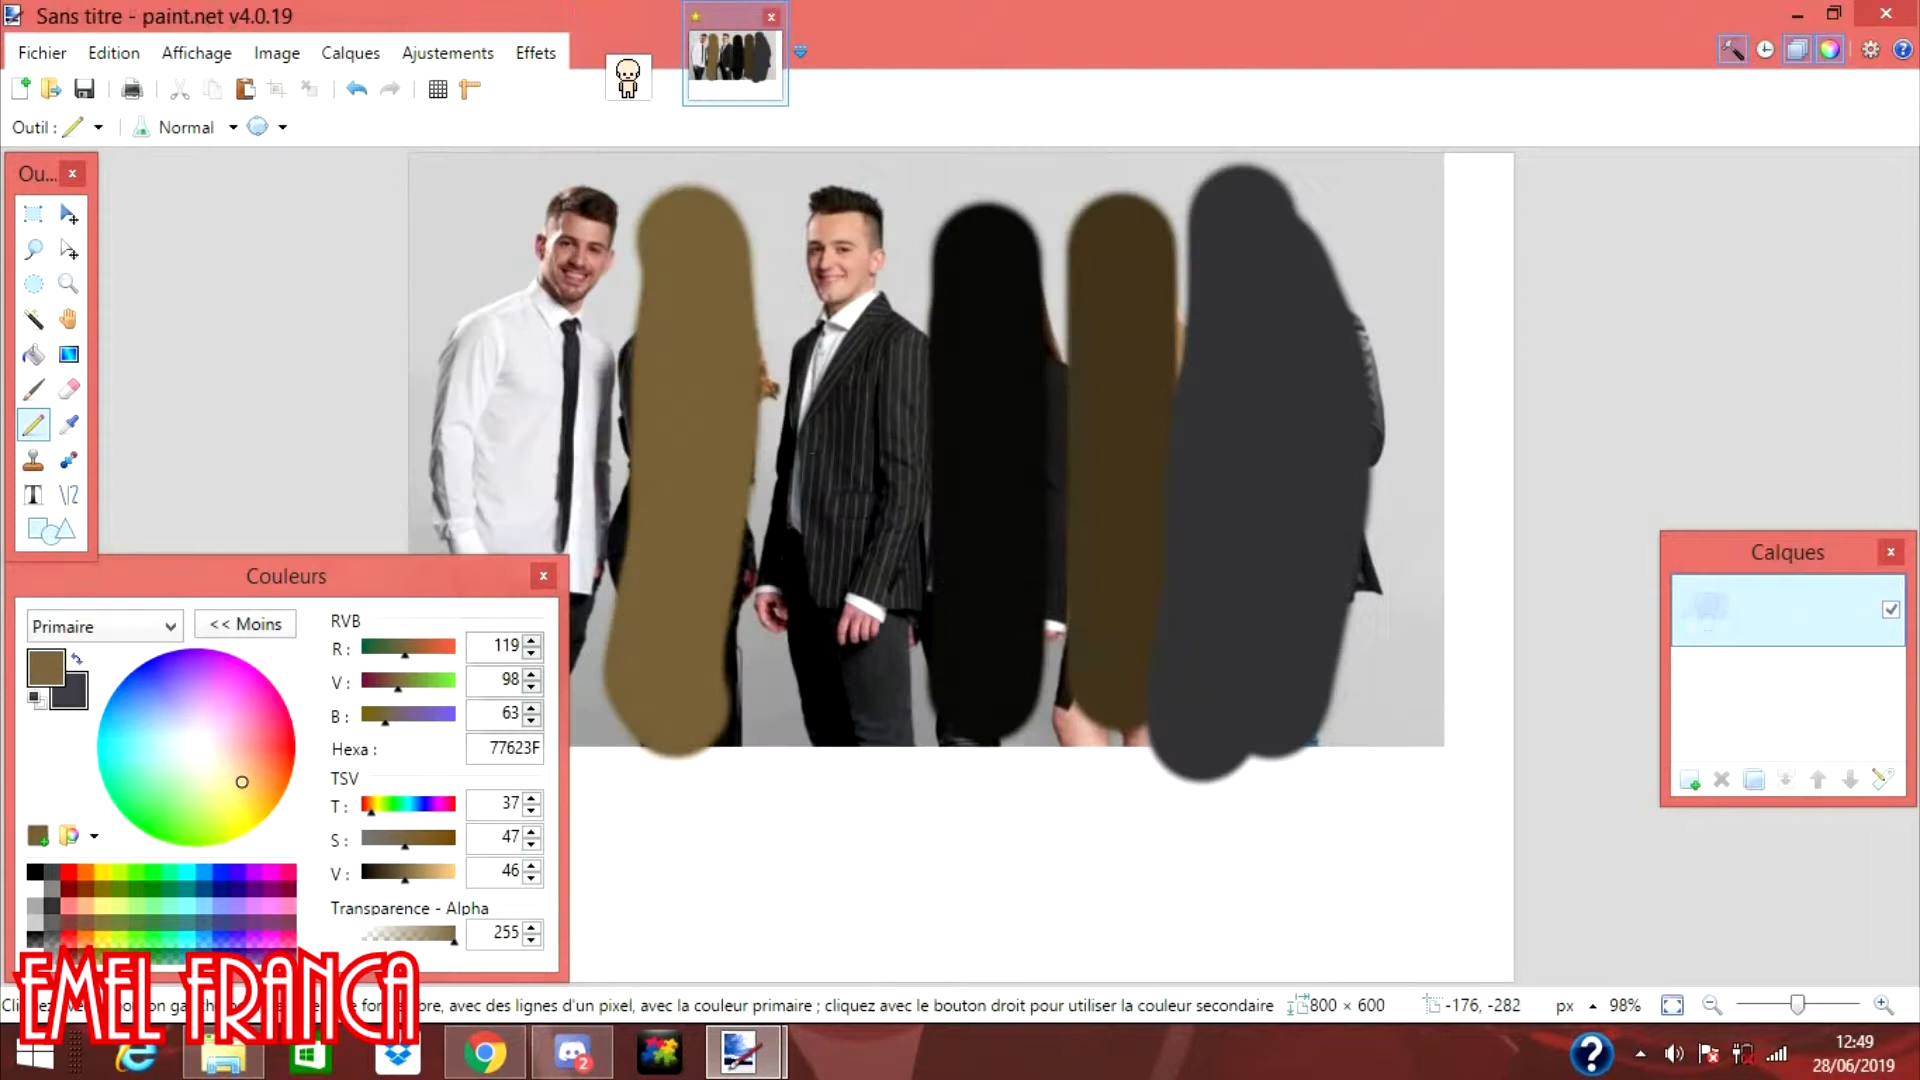 Sans titre - paint.net v4.0.19
Fichier Edition Affichage Image Calques Ajustements Effets
Outil : Normal
Ou...
Couleurs
Primaire << Moins
RVB
R : 119
V : 98
B : 63
Hexa : 77623F
TSV
T : 37
S : 47
V : 46
Transparence - Alpha
255
Calques
EMEL FRANCA
avec des lignes d'un pixel, avec la couleur primaire ; cliquez avec le bouton droit pour utiliser la couleur secondaire 800 × 600 -176, -282 px 98%
2
12:49
28/06/2019